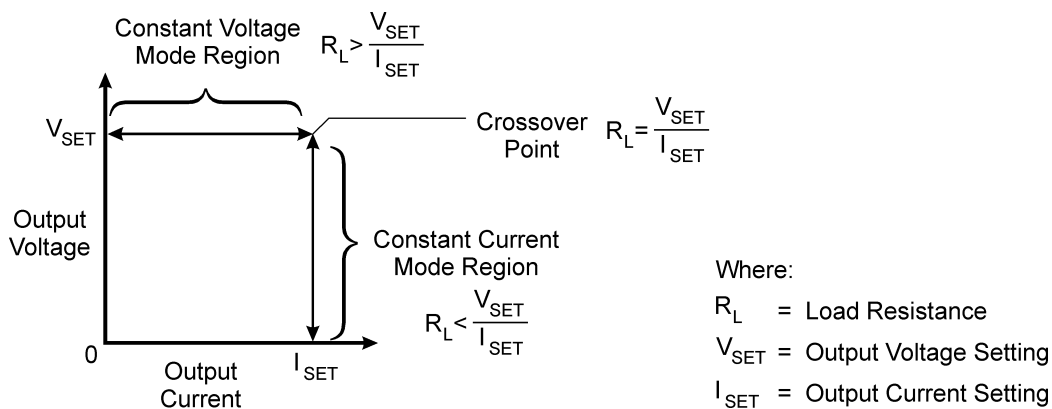 Constant Voltage
Mode Region
R_L > V_SET / I_SET
V_SET
Crossover
Point
R_L = V_SET / I_SET
Output
Voltage
Constant Current
Mode Region
R_L < V_SET / I_SET
0
Output
Current
I_SET
Where:
R_L = Load Resistance
V_SET = Output Voltage Setting
I_SET = Output Current Setting